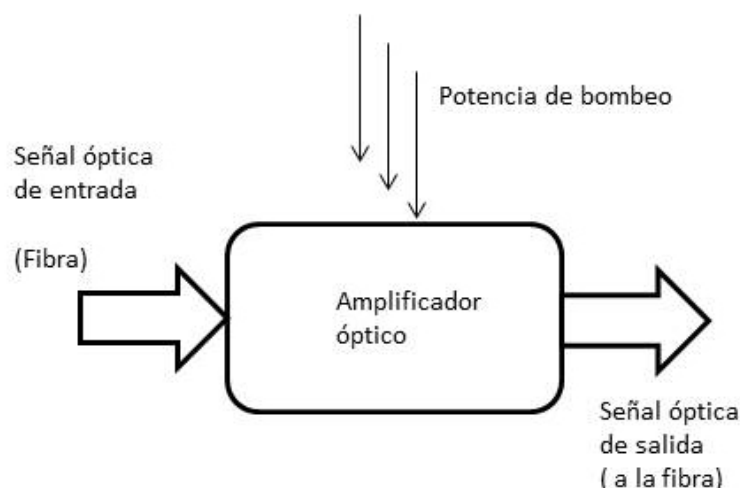 Potencia de bombeo
Señal óptica
de entrada
(Fibra)
Amplificador
óptico
Señal óptica
de salida
( a la fibra)